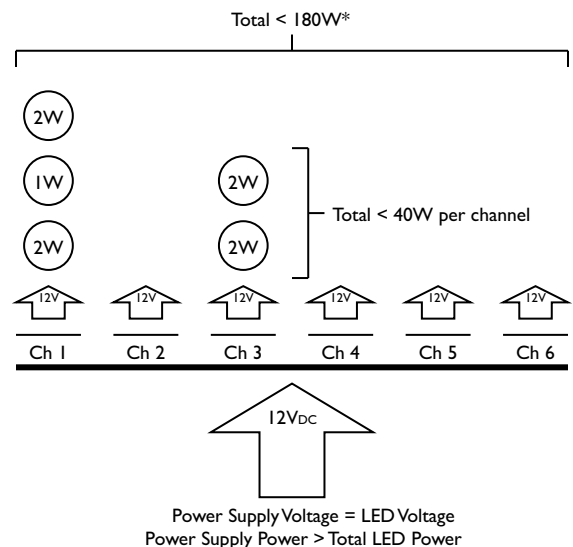 Total < 180W*
2W
1W 2W
Total < 40W per channel
2W 2W
12V 12V 12V 12V 12V 12V
Ch 1 Ch 2 Ch 3 Ch 4 Ch 5 Ch 6
12VDC
Power Supply Voltage = LED Voltage
Power Supply Power > Total LED Power